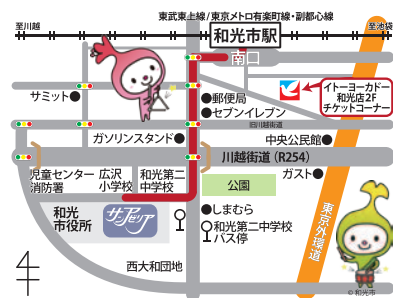 東武東上線/東京メトロ有楽町線・副都心線
至川越
至池袋
和光市駅
南口
イトーヨーカドー
和光店2F
チケットコーナー
サミット
郵便局
セブンイレブン
旧川越街道
ガソリンスタンド
中央公民館
川越街道(R254)
児童センター
消防署
広沢
小学校
和光第二
中学校
公園
ガスト
東京外環道
和光
市役所
サンアゼリア
しまむら
和光第二中学校
バス停
西大和団地
4
©和光市